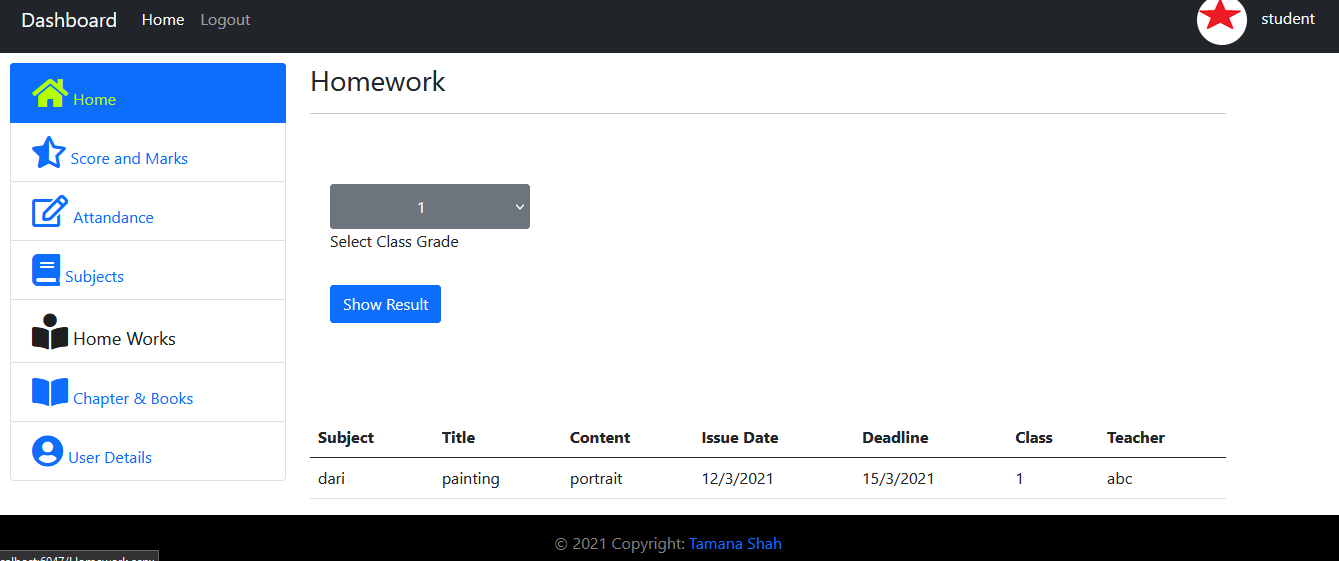 Dashboard Home Logout student
Home
Score and Marks
Attandance
Subjects
Home Works
Chapter & Books
User Details
Homework
1
Select Class Grade
Show Result
Subject Title Content Issue Date Deadline Class Teacher
dari painting portrait 12/3/2021 15/3/2021 1 abc
© 2021 Copyright: Tamana Shah